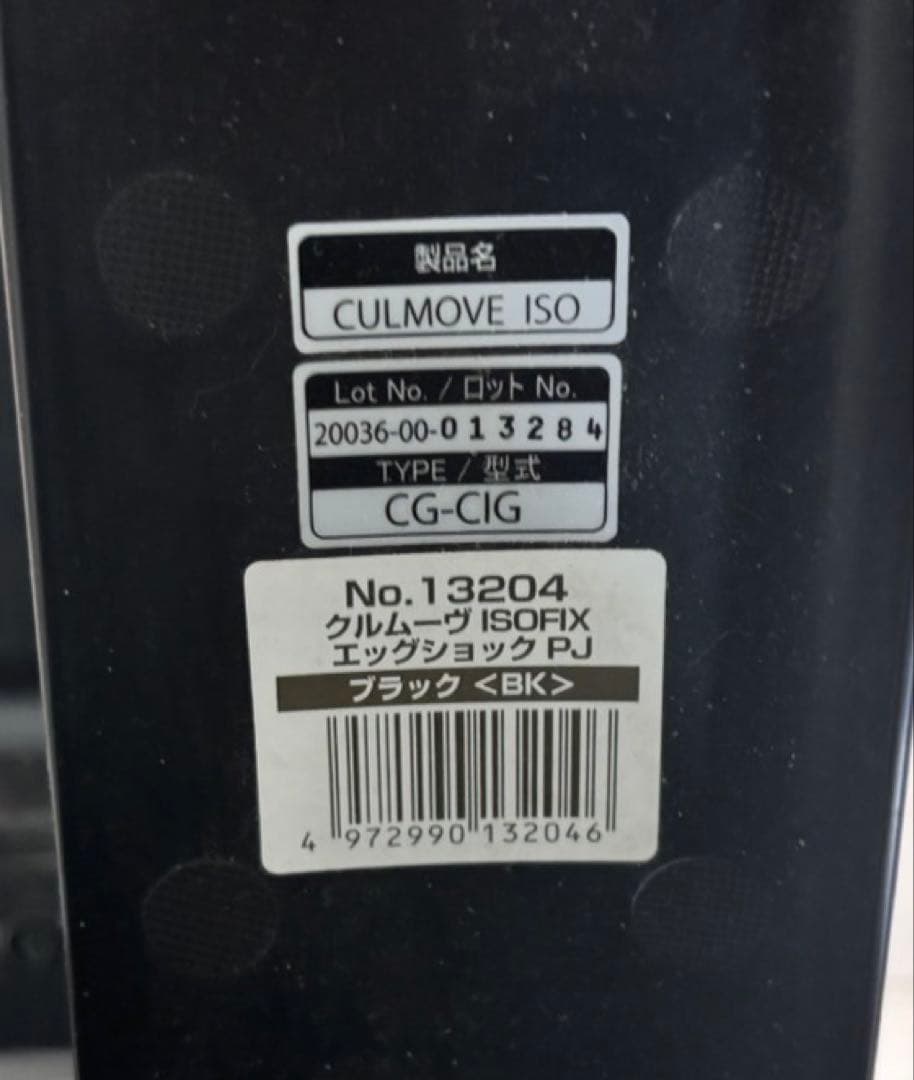 製品名
CULMOVE ISO
Lot No. / ロット No.
20036-00-013284
TYPE / 型式
CG-CIG
No.13204
クルムーヴ ISOFIX
エッグショック PJ
ブラック <BK>
4 972990 132046